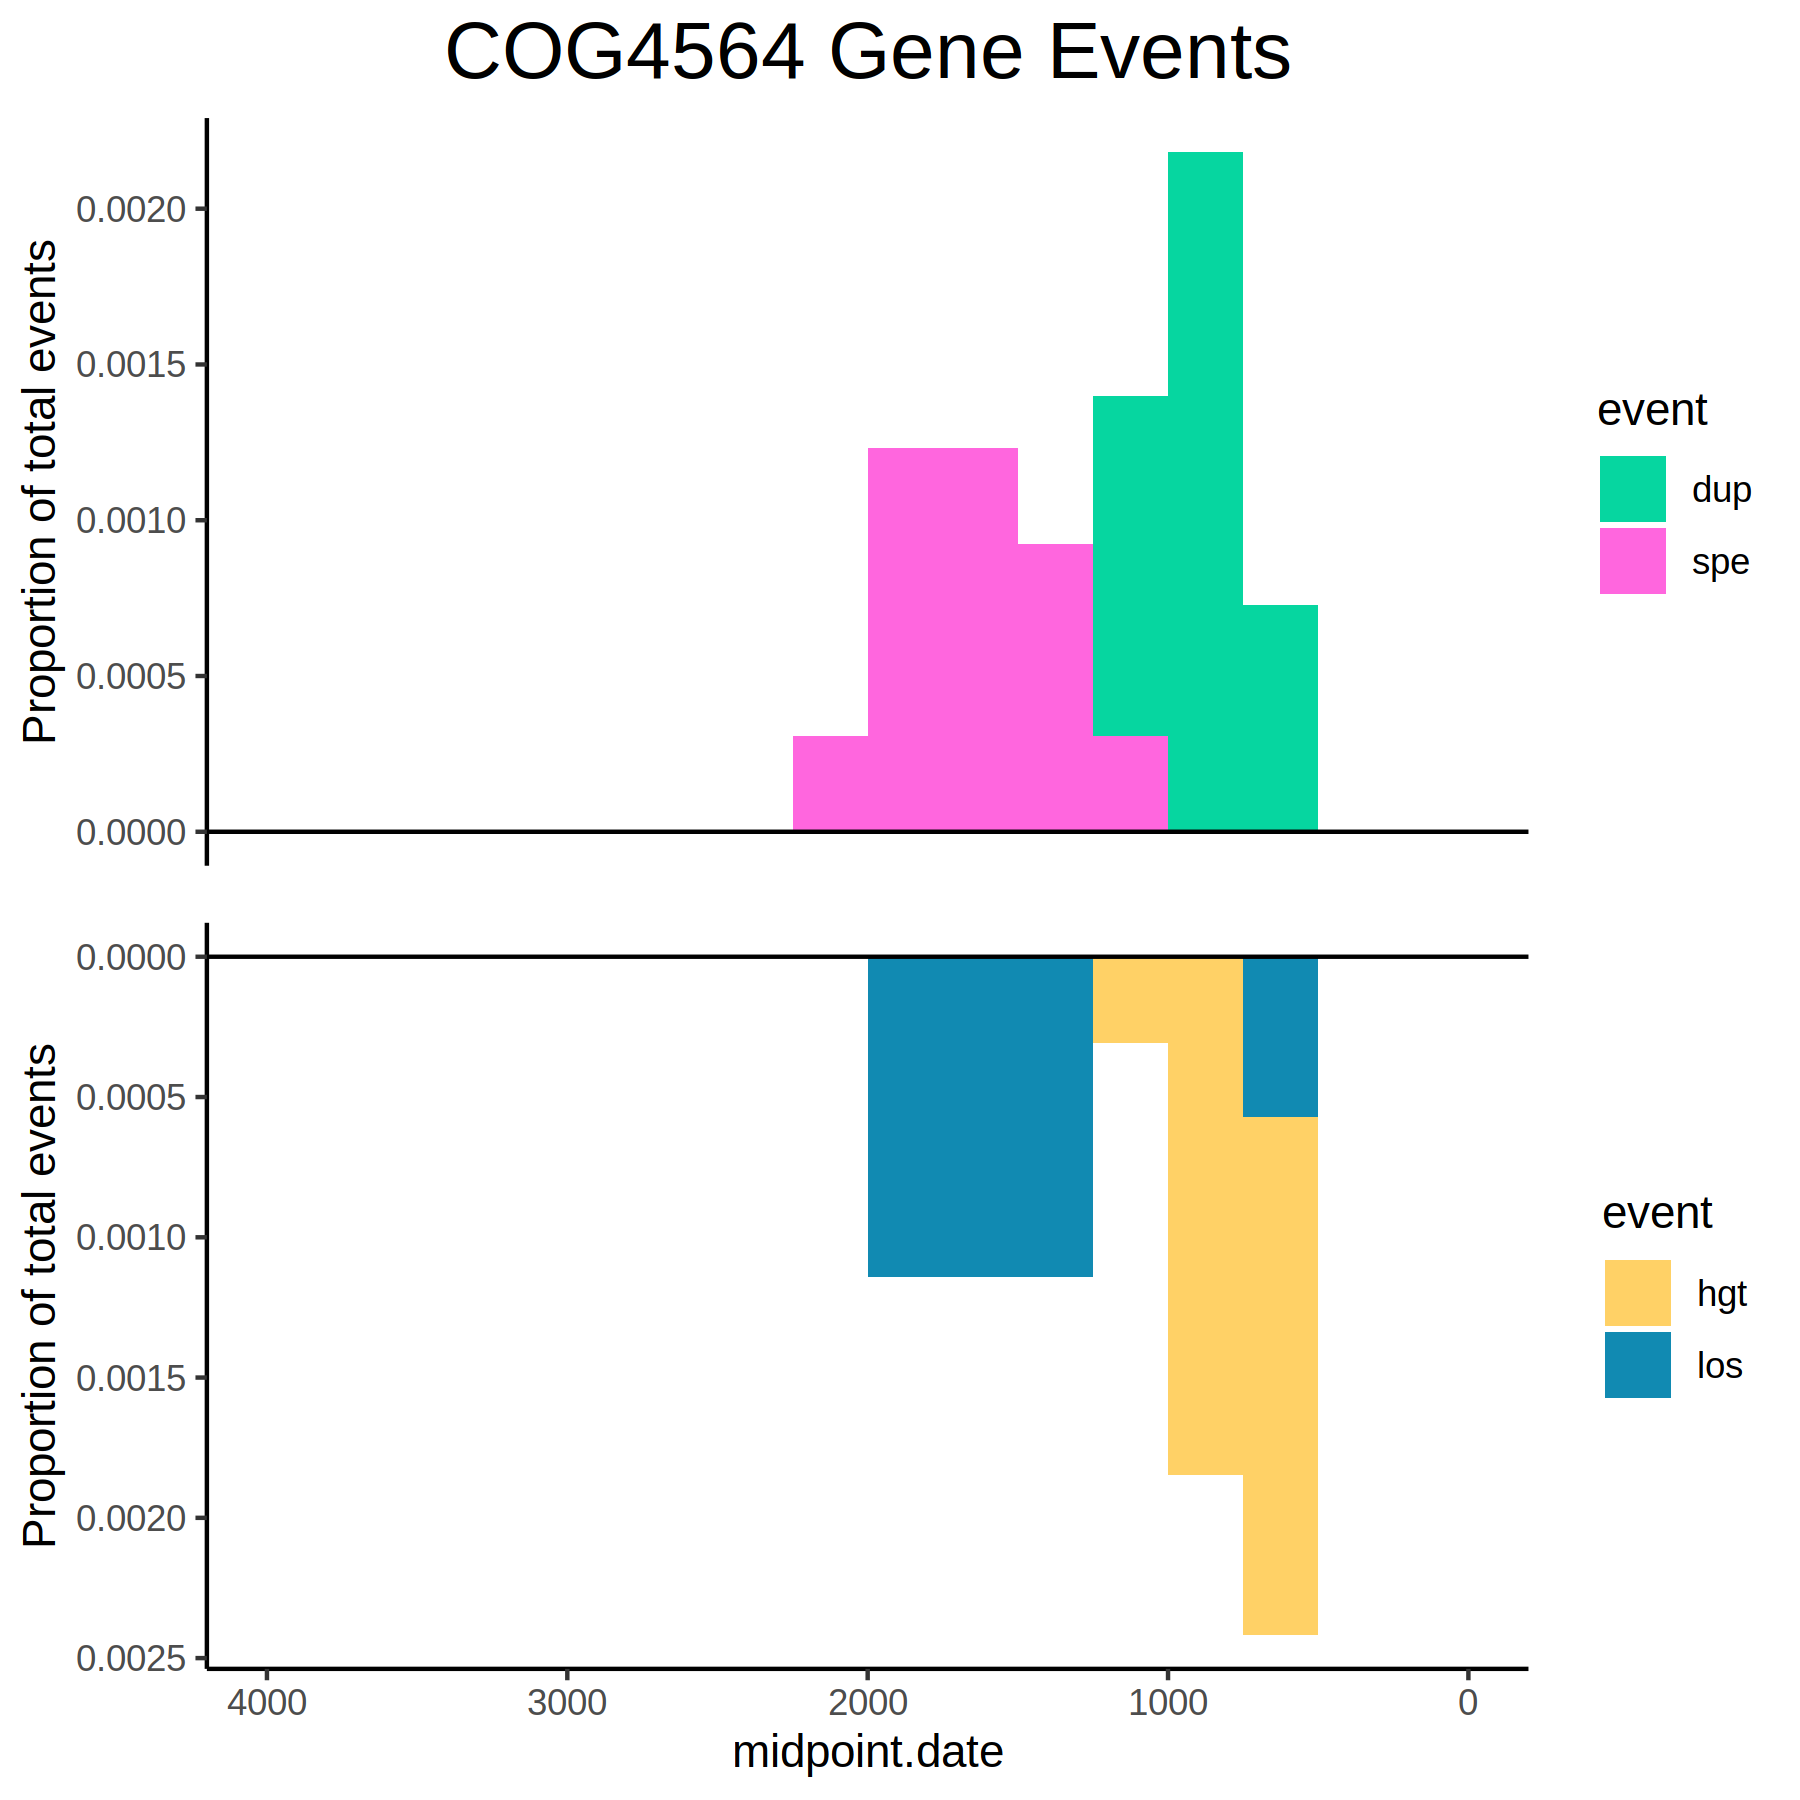 COG4564 Gene Events
Proportion of total events
0.0020
0.0015
0.0010
0.0005
0.0000
event
dup
spe
Proportion of total events
0.0000
0.0005
0.0010
0.0015
0.0020
0.0025
event
hgt
los
4000 3000 2000 1000 0
midpoint.date